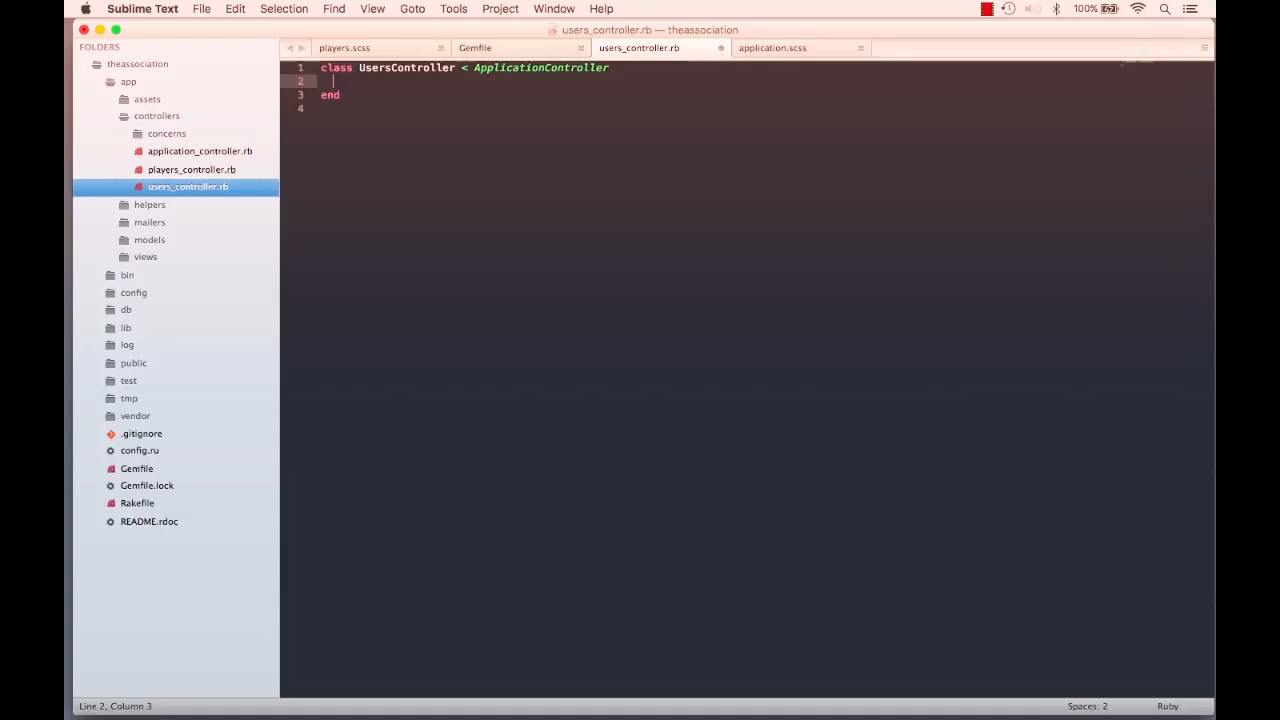 Sublime Text File Edit Selection Find View Goto Tools Project Window Help 100%
users_controller.rb — theassociation
FOLDERS
players.scss Gemfile users_controller.rb application.scss
theassociation
app
assets
controllers
concerns
application_controller.rb
players_controller.rb
users_controller.rb
helpers
mailers
models
views
bin
config
db
lib
log
public
test
tmp
vendor
.gitignore
config.ru
Gemfile
Gemfile.lock
Rakefile
README.rdoc
1 class UsersController < ApplicationController
2
3 end
4
Line 2, Column 3 Spaces: 2 Ruby